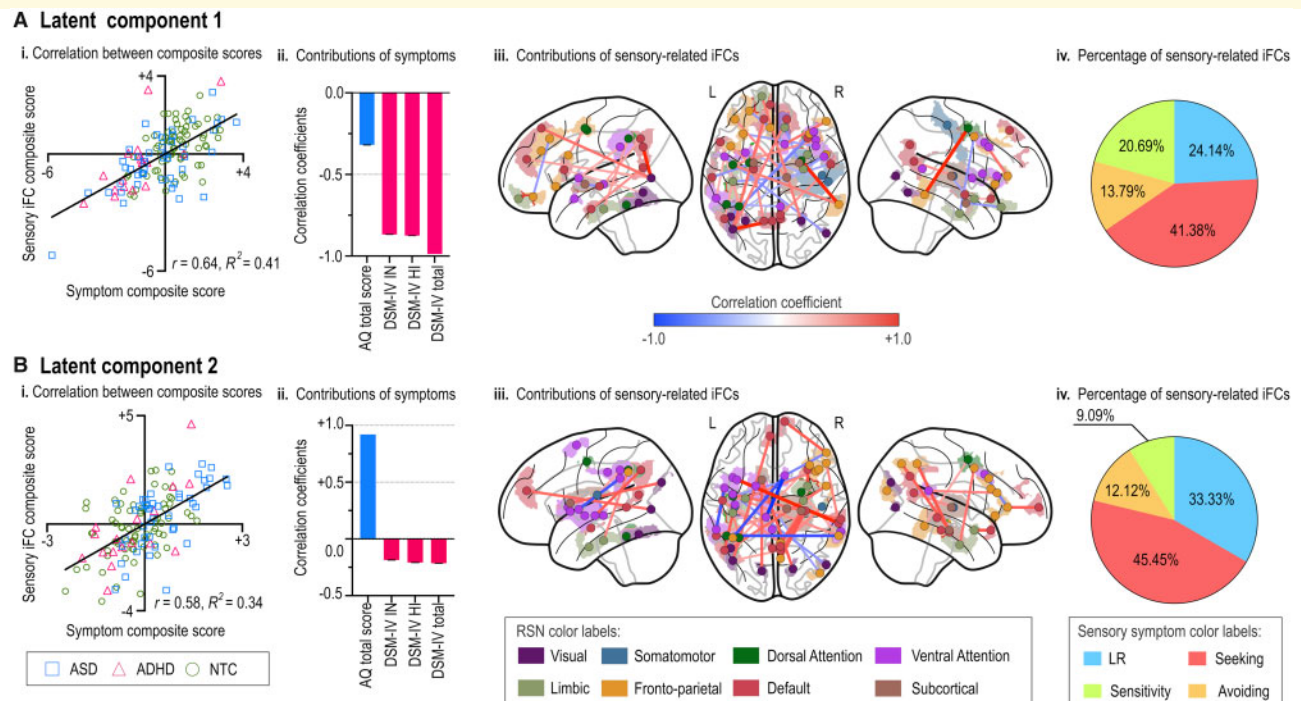 A Latent component 1
i. Correlation between composite scores
ii. Contributions of symptoms
iii. Contributions of sensory-related iFCs
iv. Percentage of sensory-related iFCs
Sensory iFC composite score
+4
-6
+4
-6
r = 0.64, R² = 0.41
Symptom composite score
Correlation coefficients
0.0
-0.5
-1.0
AQ total score
DSM-IV IN
DSM-IV HI
DSM-IV total
L
R
Correlation coefficient
-1.0
+1.0
20.69%
24.14%
13.79%
41.38%
B Latent component 2
i. Correlation between composite scores
ii. Contributions of symptoms
iii. Contributions of sensory-related iFCs
iv. Percentage of sensory-related iFCs
Sensory iFC composite score
+5
-3
+3
-4
r = 0.58, R² = 0.34
Symptom composite score
Correlation coefficients
+1.0
+0.5
0.0
-0.5
AQ total score
DSM-IV IN
DSM-IV HI
DSM-IV total
L
R
9.09%
12.12%
33.33%
45.45%
ASD
ADHD
NTC
RSN color labels:
Visual
Somatomotor
Dorsal Attention
Ventral Attention
Limbic
Fronto-parietal
Default
Subcortical
Sensory symptom color labels:
LR
Seeking
Sensitivity
Avoiding